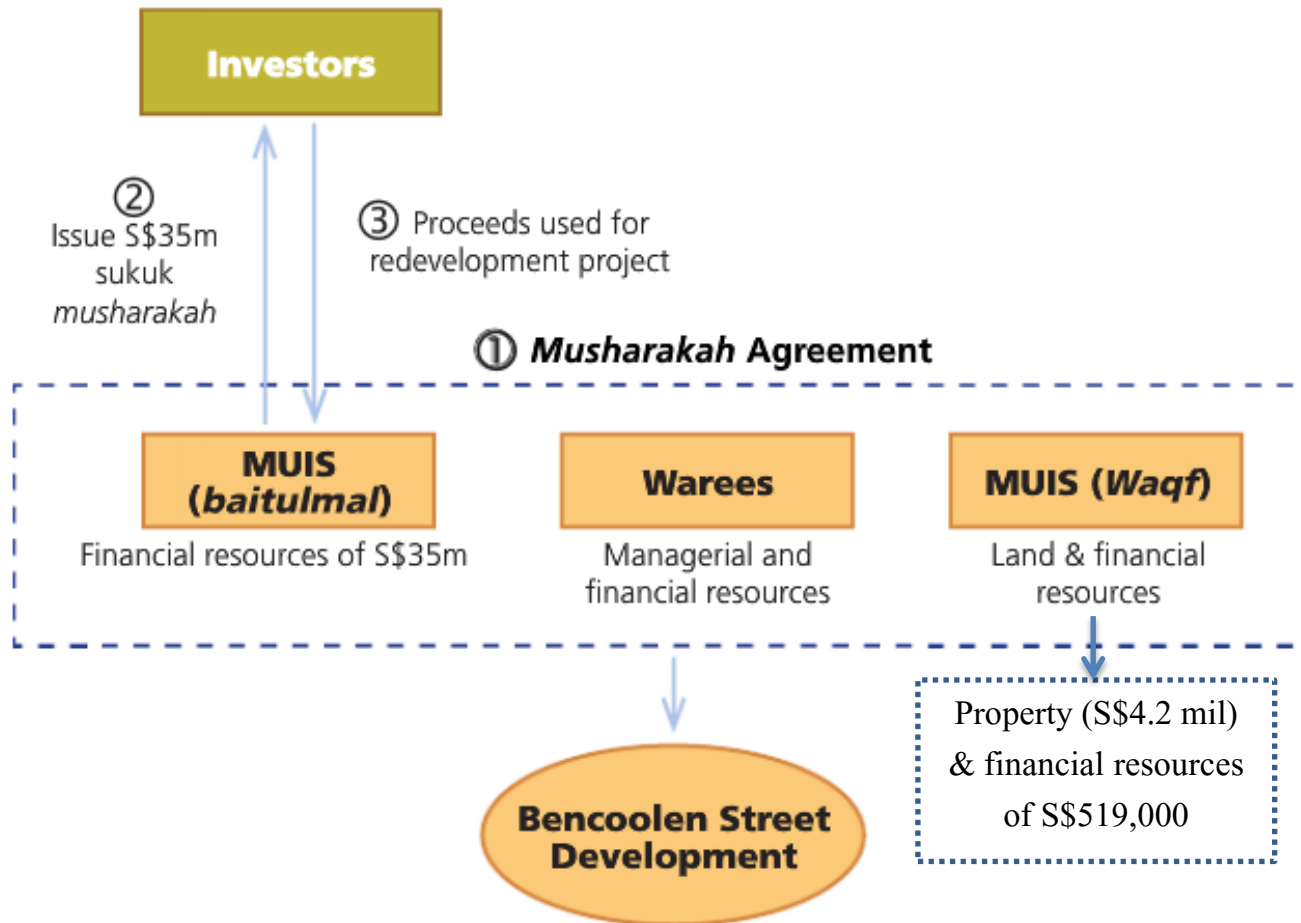 Investors
②
Issue S$35m
sukuk
musharakah
③ Proceeds used for
redevelopment project
① Musharakah Agreement
MUIS
(baitulmal)
Financial resources of S$35m
Warees
Managerial and
financial resources
MUIS (Waqf)
Land & financial
resources
Property (S$4.2 mil)
& financial resources
of S$519,000
Bencoolen Street
Development